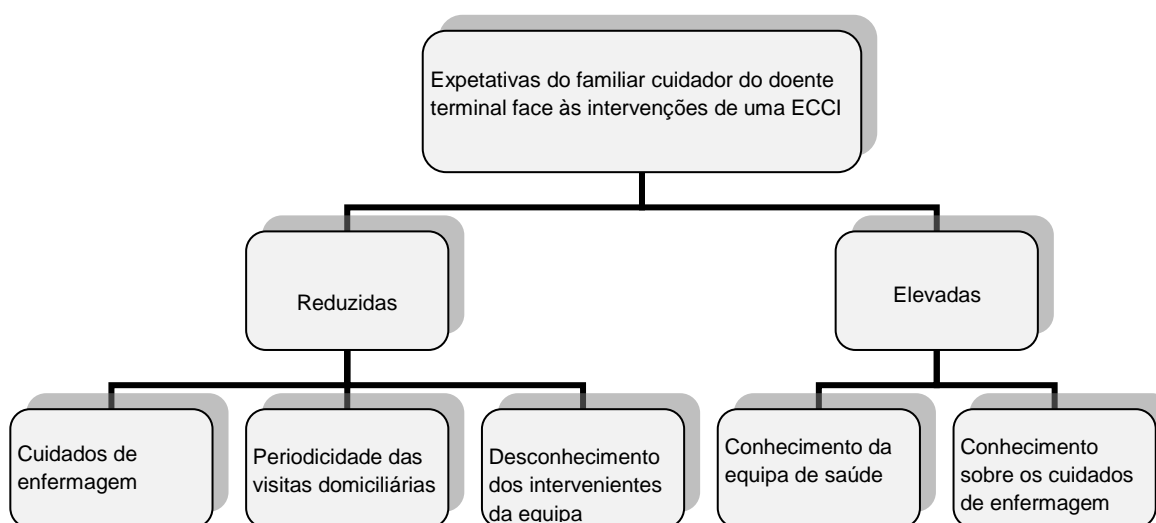 Expetativas do familiar cuidador do doente
terminal face às intervenções de uma ECCI
Reduzidas
Elevadas
Cuidados de
enfermagem
Periodicidade das
visitas domiciliárias
Desconhecimento
dos intervenientes
da equipa
Conhecimento da
equipa de saúde
Conhecimento
sobre os cuidados
de enfermagem